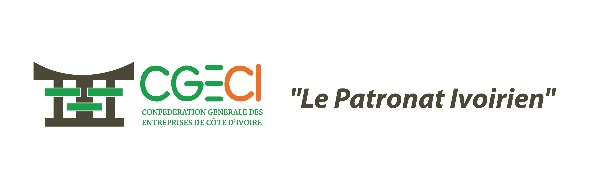 CGECI
CONFEDERATION GENERALE DES
ENTREPRISES DE CÔTE D'IVOIRE
"Le Patronat Ivoirien"